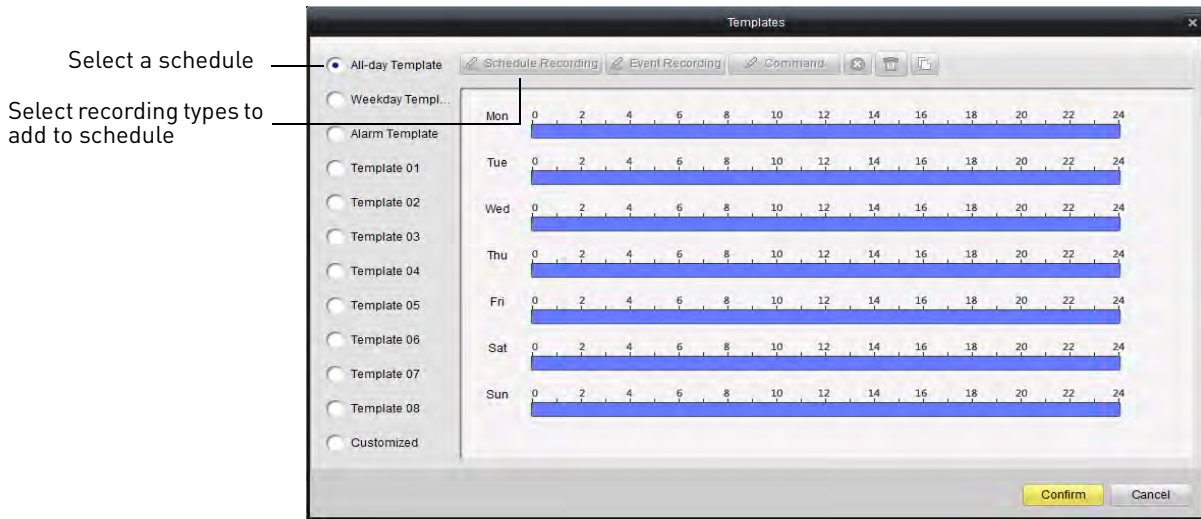 Templates
Select a schedule
Select recording types to
add to schedule
All-day Template
Weekday Templ...
Alarm Template
Template 01
Template 02
Template 03
Template 04
Template 05
Template 06
Template 07
Template 08
Customized
Schedule Recording Event Recording Command
Mon 0 2 4 6 8 10 12 14 16 18 20 22 24
Tue 0 2 4 6 8 10 12 14 16 18 20 22 24
Wed 0 2 4 6 8 10 12 14 16 18 20 22 24
Thu 0 2 4 6 8 10 12 14 16 18 20 22 24
Fri 0 2 4 6 8 10 12 14 16 18 20 22 24
Sat 0 2 4 6 8 10 12 14 16 18 20 22 24
Sun 0 2 4 6 8 10 12 14 16 18 20 22 24
Confirm Cancel